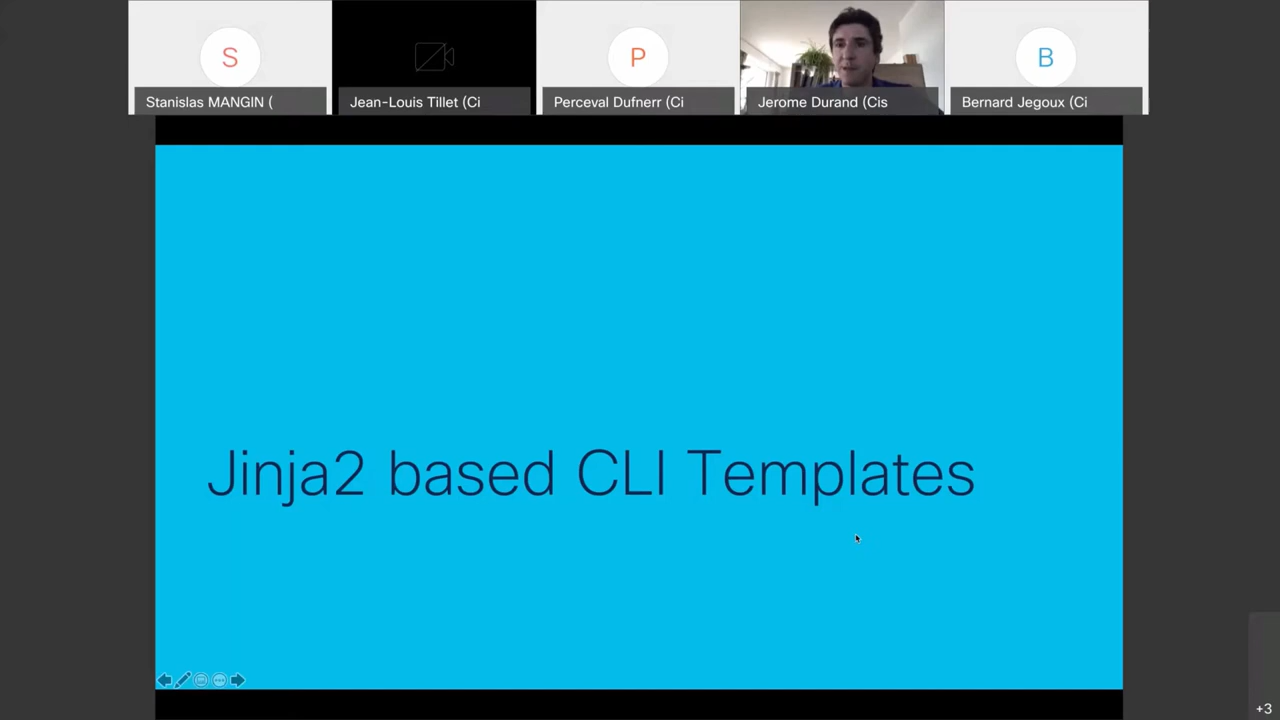 S
P
B
Stanislas MANGIN (
Jean-Louis Tillet (Ci
Perceval Dufnerr (Ci
Jerome Durand (Cis
Bernard Jegoux (Ci
Jinja2 based CLI Templates
+3